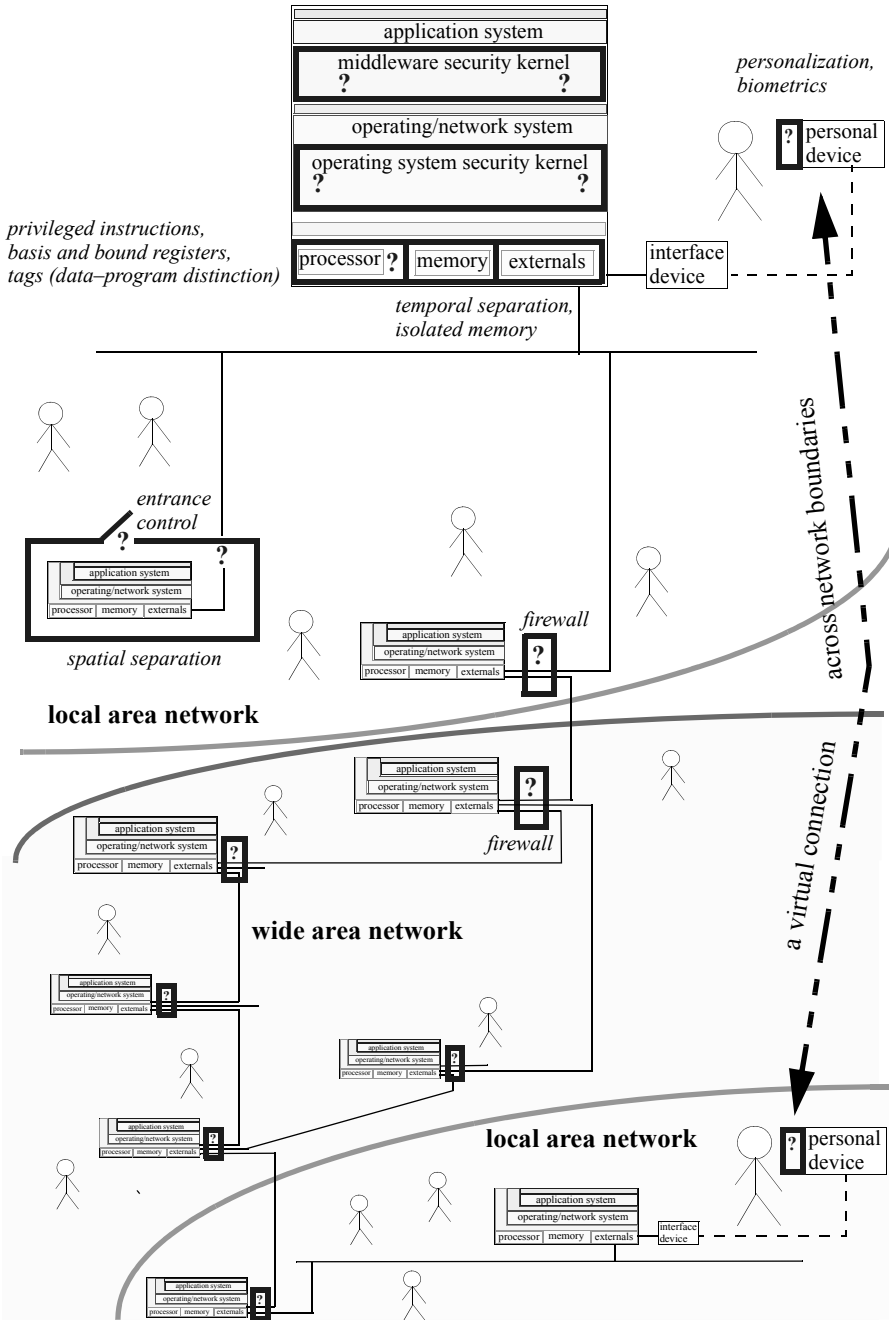 application system
middleware security kernel
? ?
operating/network system
operating system security kernel
? ?
processor ? memory externals
personalization,
biometrics
? personal
device
privileged instructions,
basis and bound registers,
tags (data–program distinction)
interface
device
temporal separation,
isolated memory
entrance
control
? ?
application system
operating/network system
processor memory externals
spatial separation
firewall
?
application system
operating/network system
processor memory externals
across network boundaries
local area network
application system
operating/network system
processor memory externals
?
firewall
application system
operating/network system
processor memory externals
?
a virtual connection
wide area network
application system
operating/network system
processor memory externals
?
application system
operating/network system
processor memory externals
?
application system
operating/network system
processor memory externals
?
local area network
? personal
device
application system
operating/network system
processor memory externals
interface
device
application system
operating/network system
processor memory externals
?